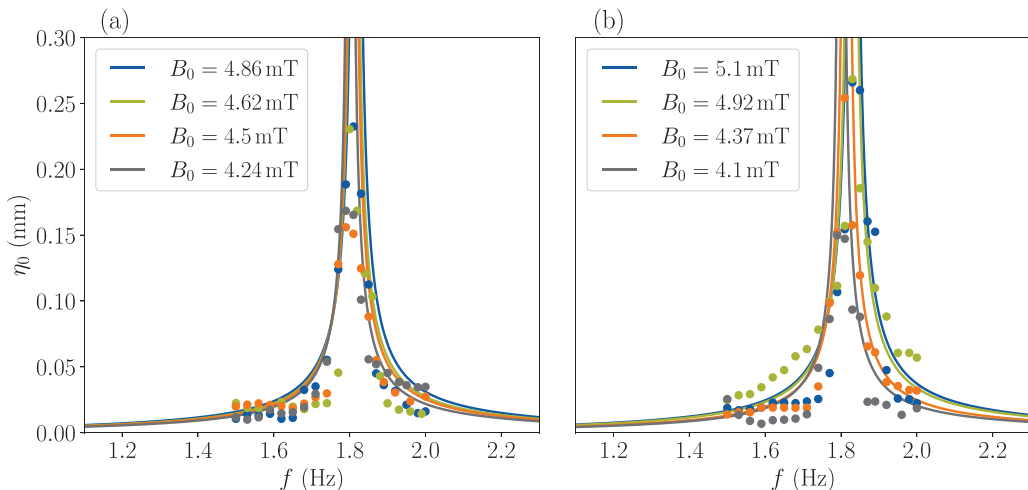 (a)
(b)
0.30
0.25
0.20
0.15
0.10
0.05
0.00
η₀ (mm)
B₀ = 4.86 mT
B₀ = 4.62 mT
B₀ = 4.5 mT
B₀ = 4.24 mT
B₀ = 5.1 mT
B₀ = 4.92 mT
B₀ = 4.37 mT
B₀ = 4.1 mT
1.2 1.4 1.6 1.8 2.0 2.2
1.2 1.4 1.6 1.8 2.0 2.2
f (Hz)
f (Hz)